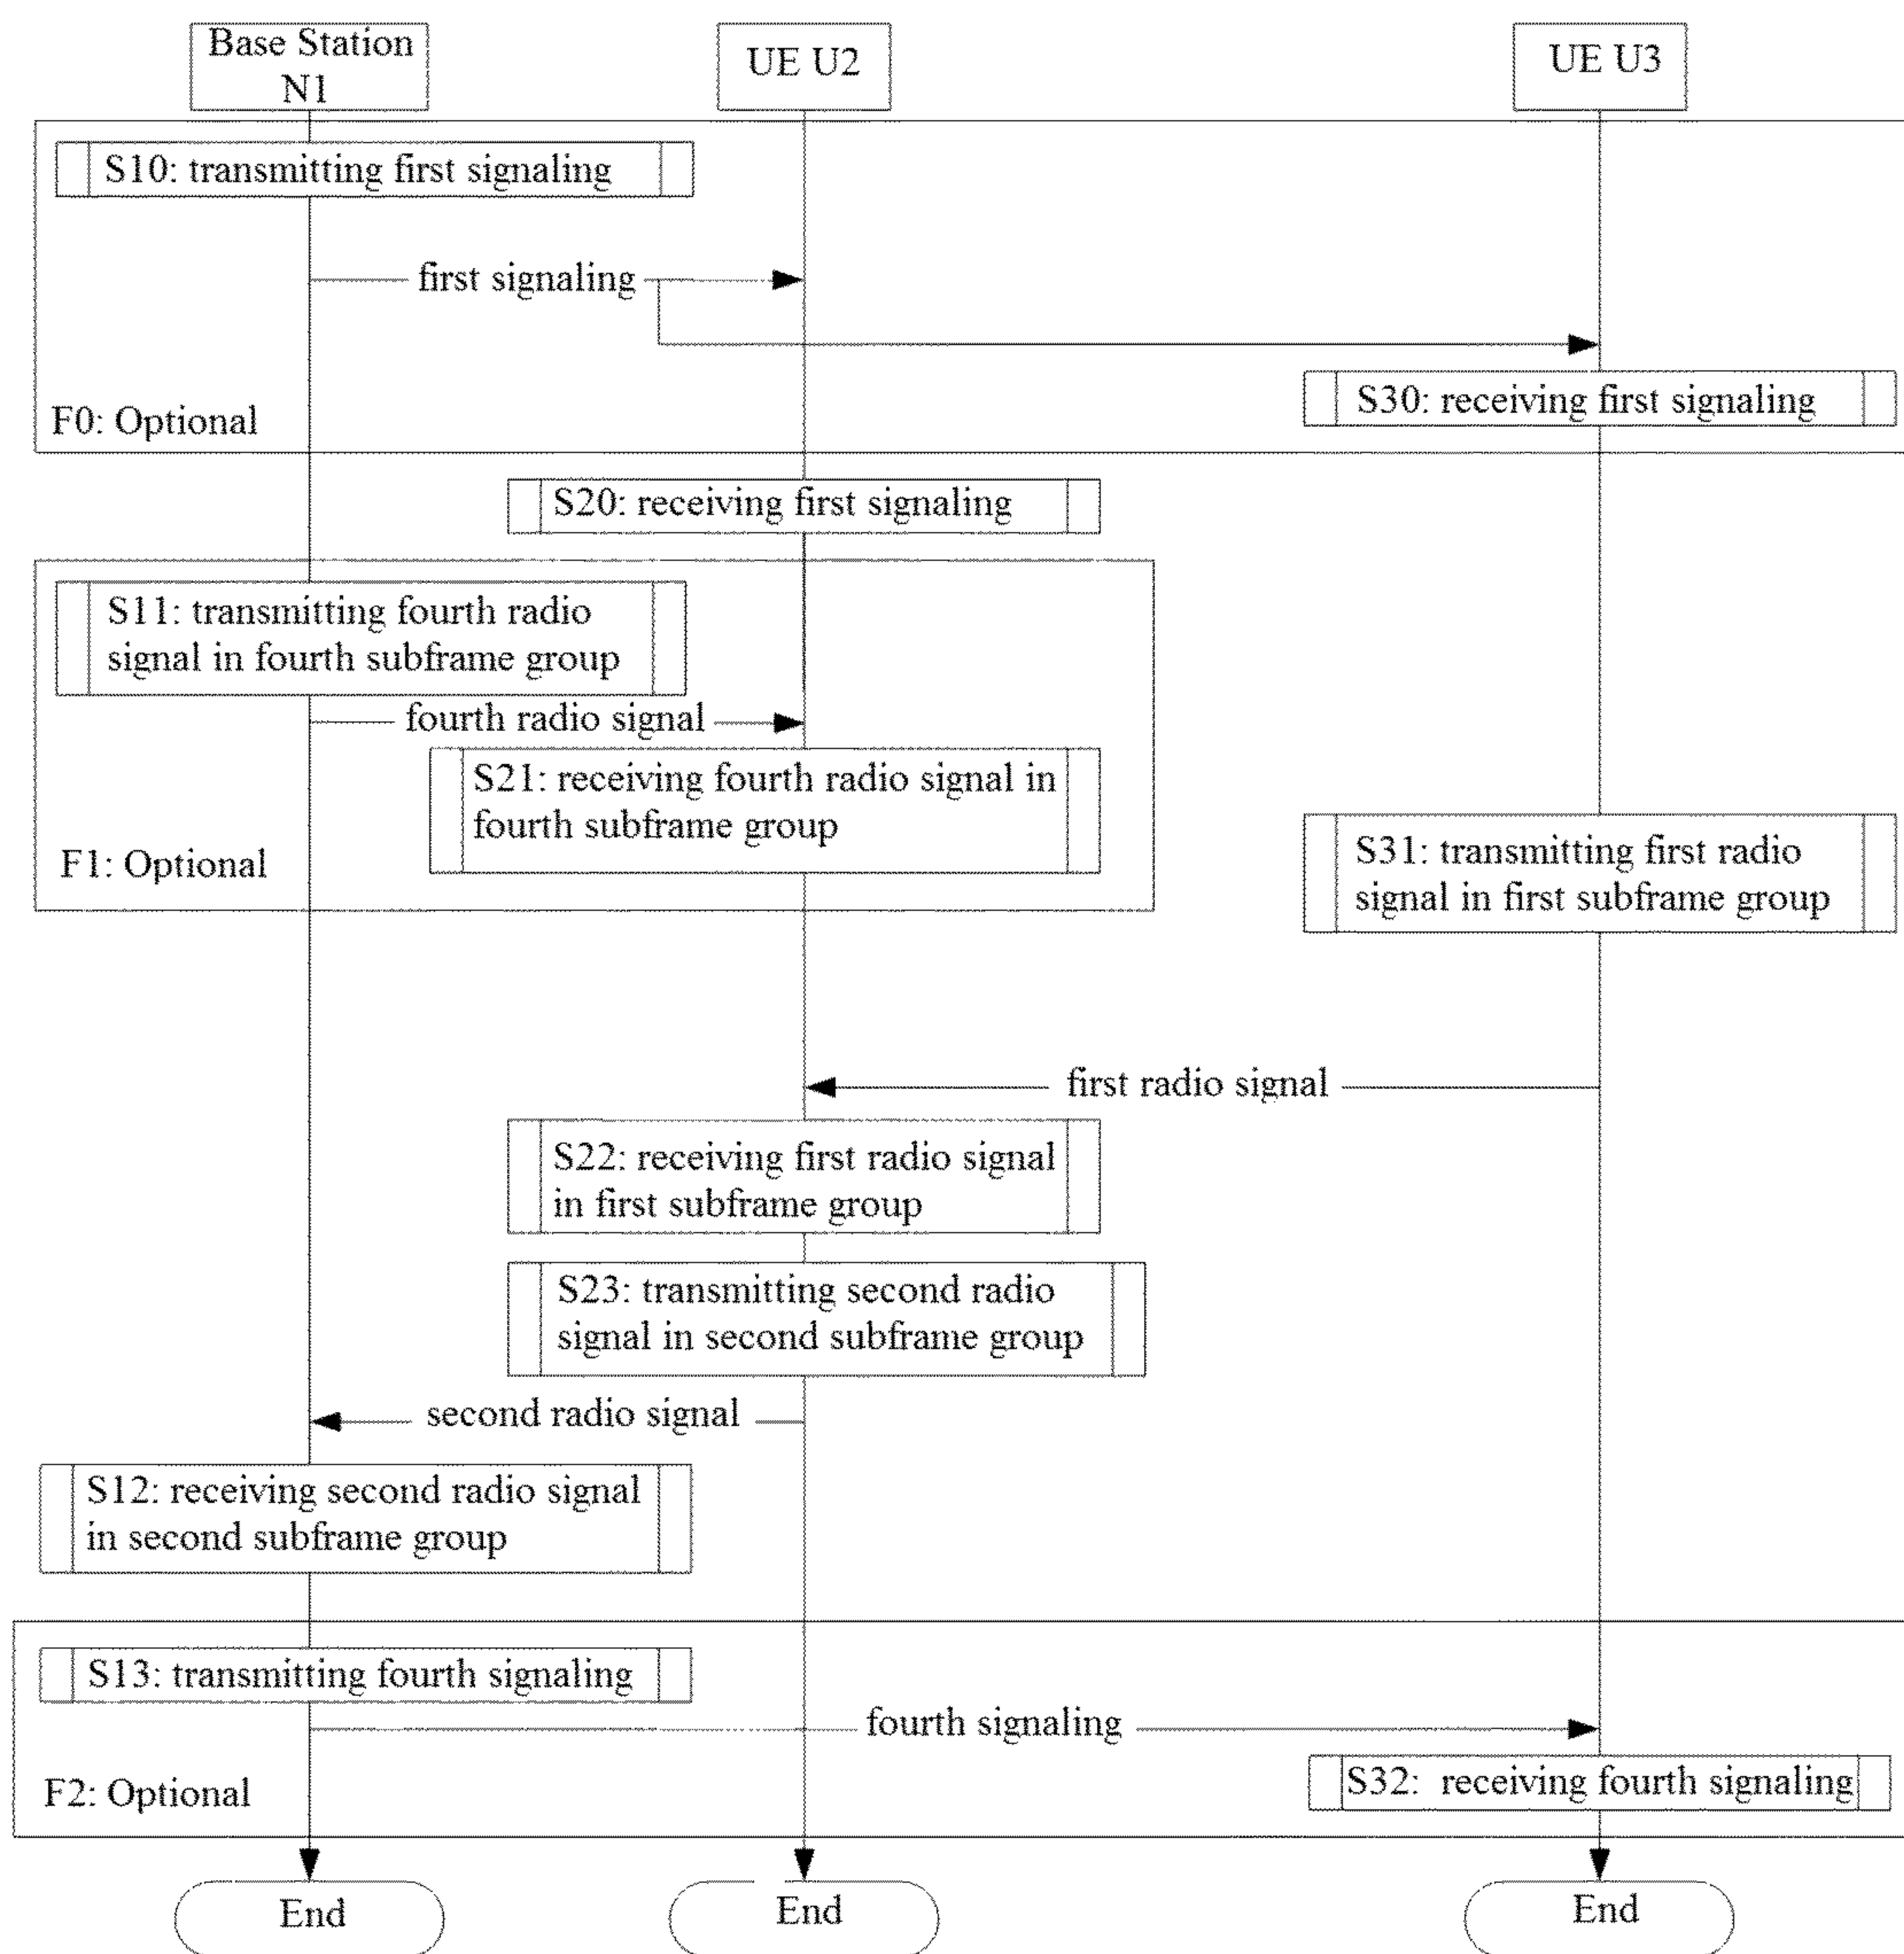 Base Station
N1
UE U2
UE U3
S10: transmitting first signaling
first signaling
S30: receiving first signaling
F0: Optional
S20: receiving first signaling
S11: transmitting fourth radio
signal in fourth subframe group
fourth radio signal
S21: receiving fourth radio signal in
fourth subframe group
F1: Optional
S31: transmitting first radio
signal in first subframe group
first radio signal
S22: receiving first radio signal
in first subframe group
S23: transmitting second radio
signal in second subframe group
second radio signal
S12: receiving second radio signal
in second subframe group
S13: transmitting fourth signaling
fourth signaling
S32: receiving fourth signaling
F2: Optional
End
End
End